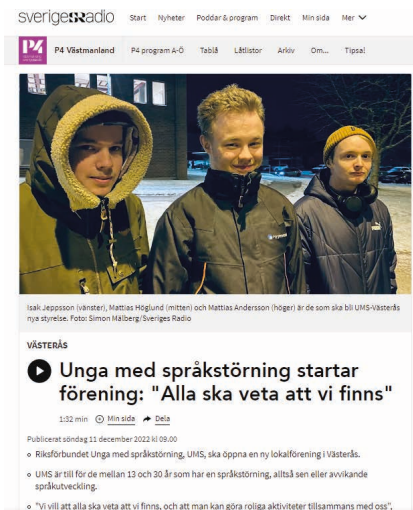 sverigesRadio Start Nyheter Poddar & program Direkt Min sida Mer
P4 P4 Västmanland P4 program A-Ö Tablå Låtlistor Arkiv Om... Tipsa!
Isak Jeppsson (vänster), Mattias Höglund (mitten) och Mattias Andersson (höger) är de som ska bli UMS-Västerås
nya styrelse. Foto: Simon Mälberg/Sveriges Radio
VÄSTERÅS
Unga med språkstörning startar
förening: "Alla ska veta att vi finns"
1:32 min Min sida Dela
Publicerat söndag 11 december 2022 kl 09.00
Riksförbundet Unga med språkstörning, UMS, ska öppna en ny lokalförening i Västerås.
UMS är till för de mellan 13 och 30 år som har en språkstörning, alltså sen eller avvikande
språkutveckling.
"Vi vill att alla ska veta att vi finns, och att man kan göra roliga aktiviteter tillsammans med oss",